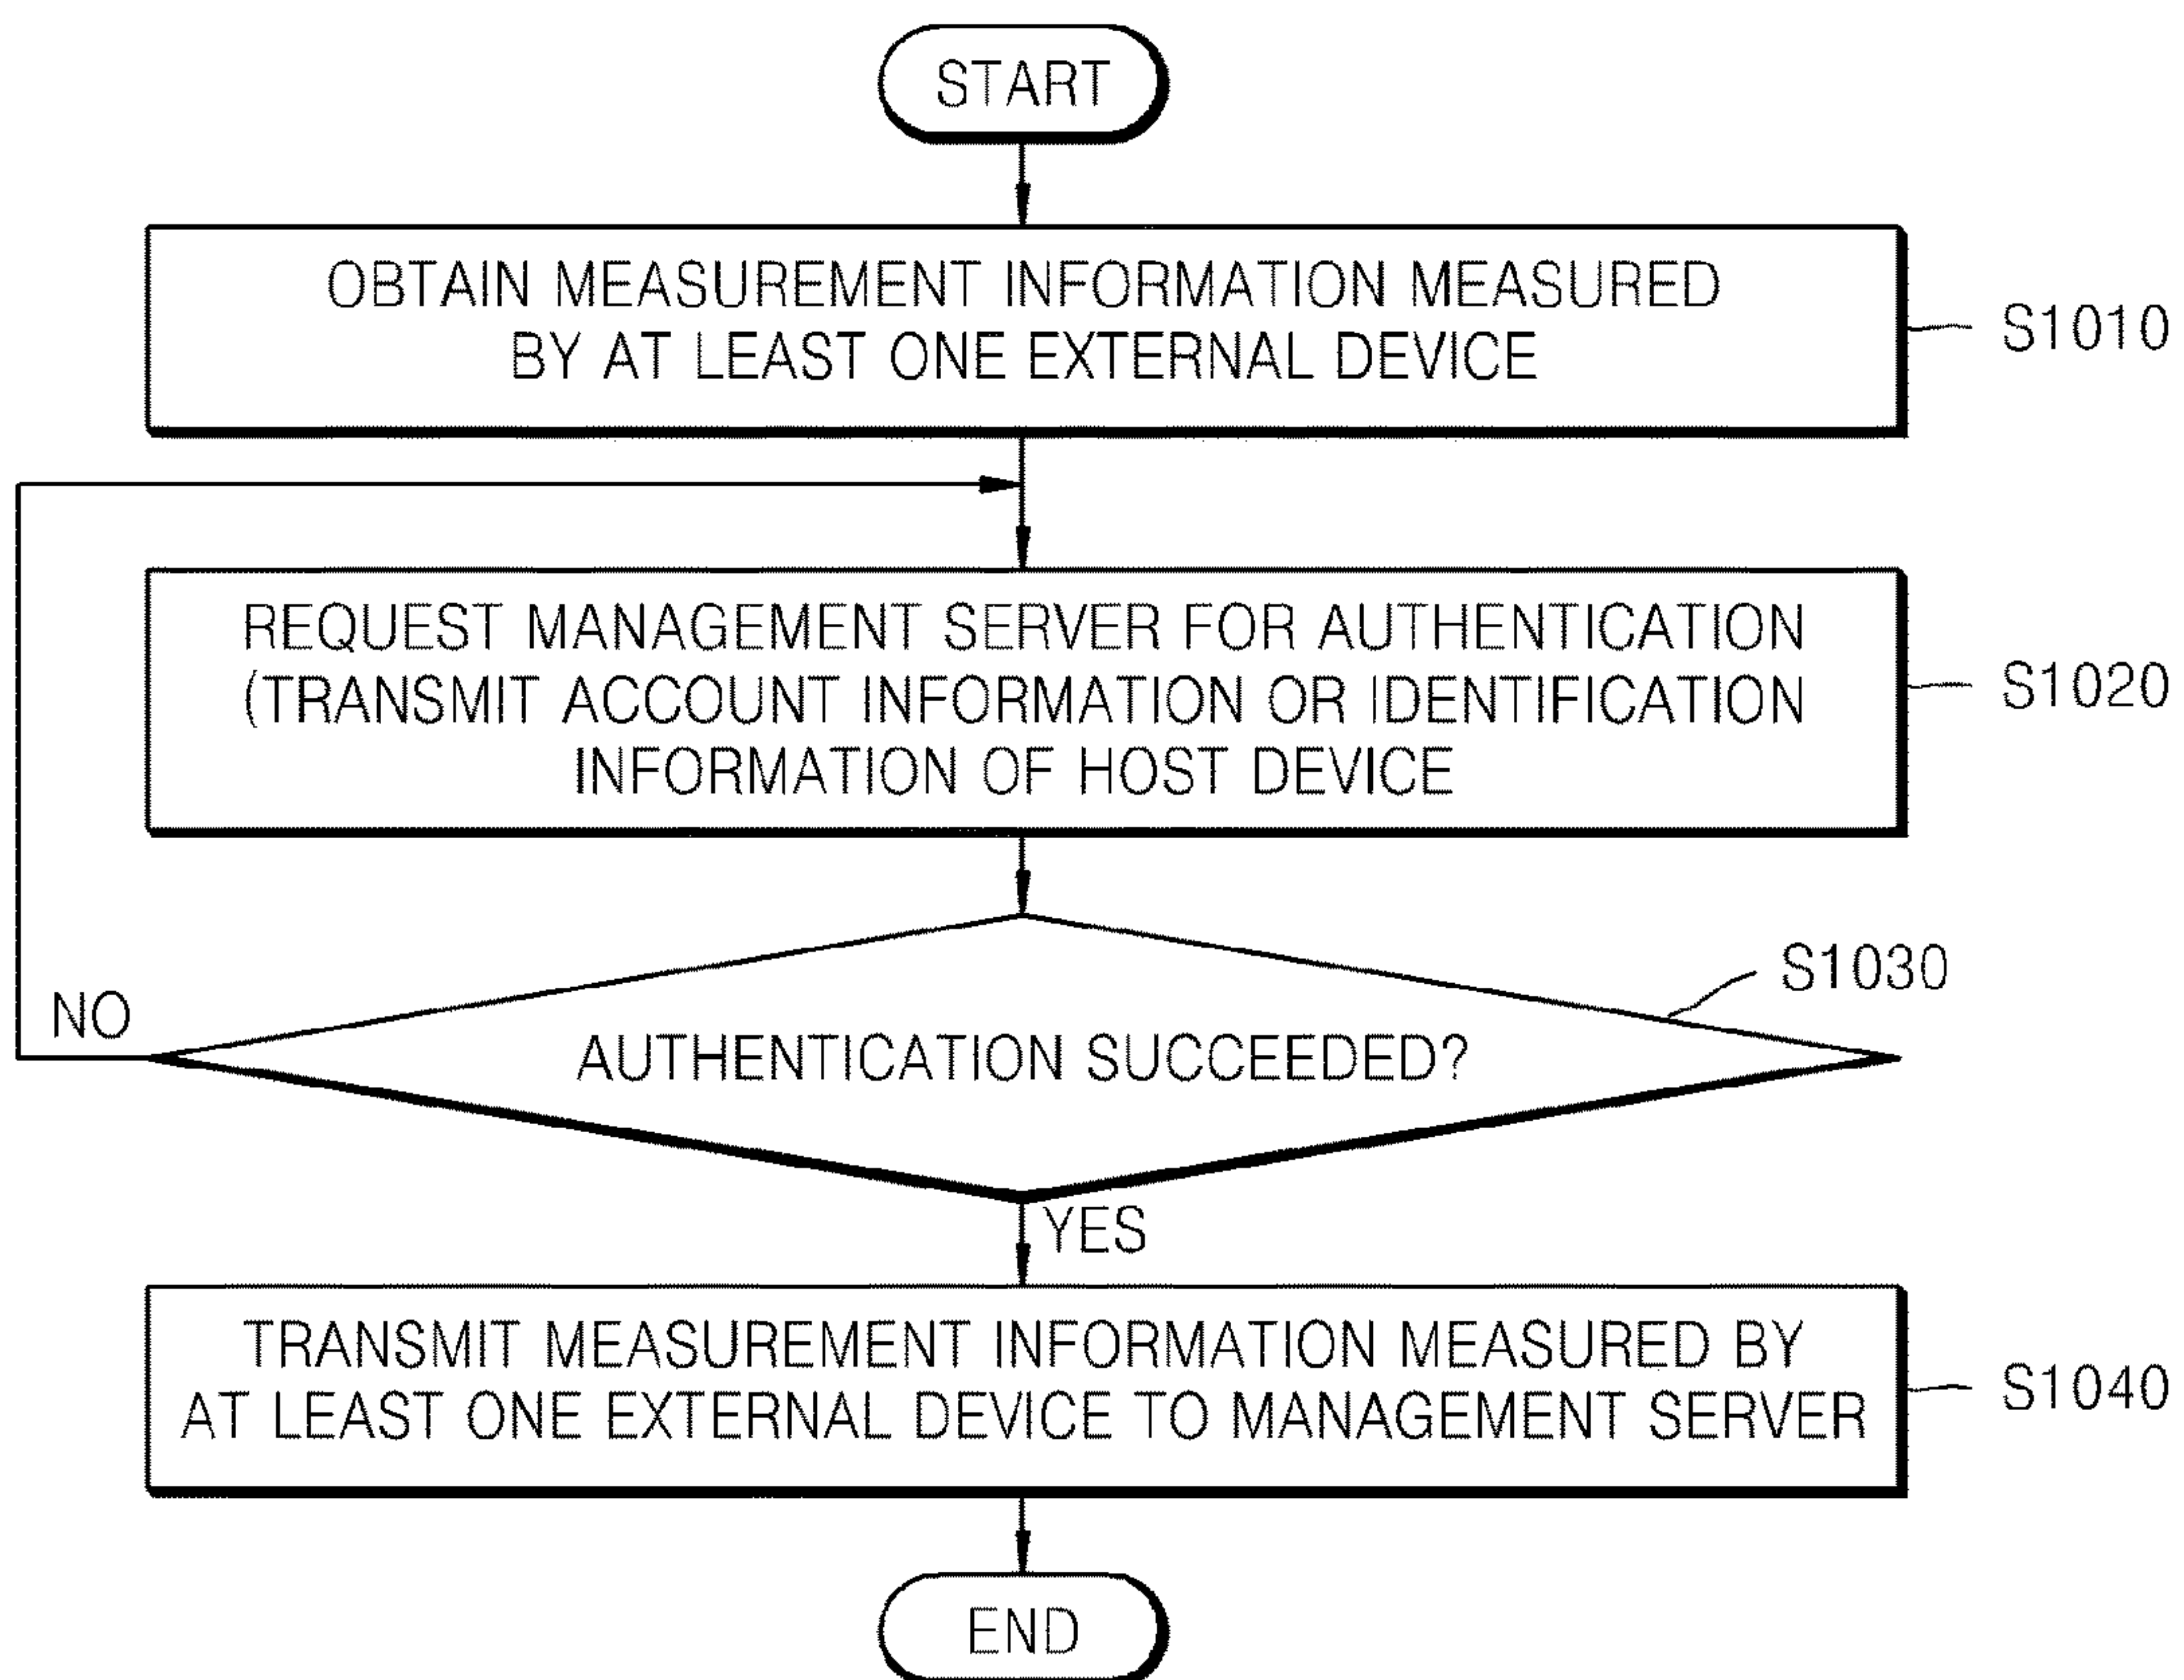 START
OBTAIN MEASUREMENT INFORMATION MEASURED
BY AT LEAST ONE EXTERNAL DEVICE
S1010
REQUEST MANAGEMENT SERVER FOR AUTHENTICATION
(TRANSMIT ACCOUNT INFORMATION OR IDENTIFICATION
INFORMATION OF HOST DEVICE
S1020
S1030
NO
AUTHENTICATION SUCCEEDED?
YES
TRANSMIT MEASUREMENT INFORMATION MEASURED BY
AT LEAST ONE EXTERNAL DEVICE TO MANAGEMENT SERVER
S1040
END